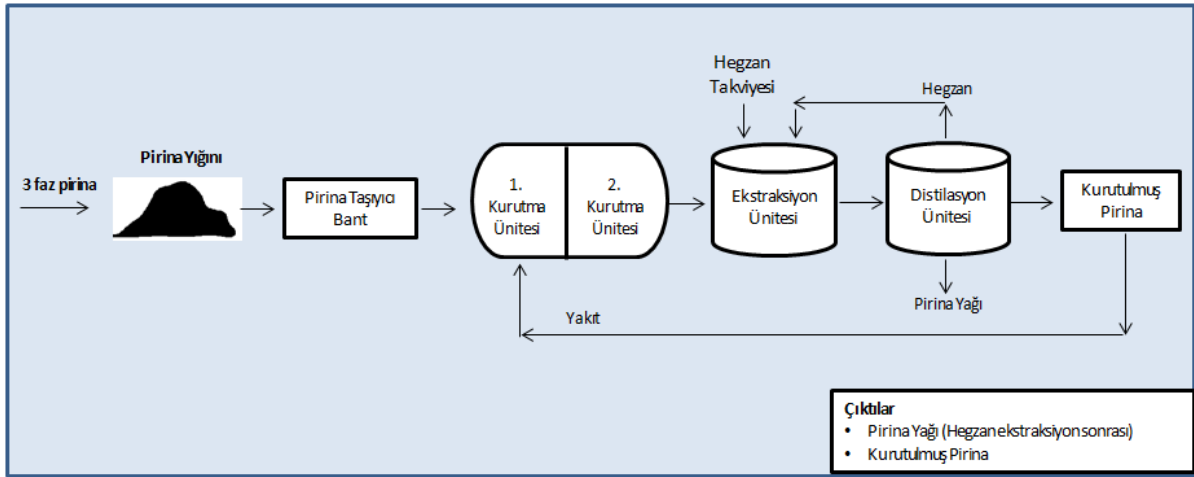 3 faz pirina
Pirina Yığını
Pirina Taşıyıcı
Bant
1.
Kurutma
Ünitesi
2.
Kurutma
Ünitesi
Hegzan
Takviyesi
Ekstraksiyon
Ünitesi
Hegzan
Distilasyon
Ünitesi
Pirina Yağı
Kurutulmuş
Pirina
Yakıt
Çıktılar
• Pirina Yağı (Hegzan ekstraksiyon sonrası)
• Kurutulmuş Pirina